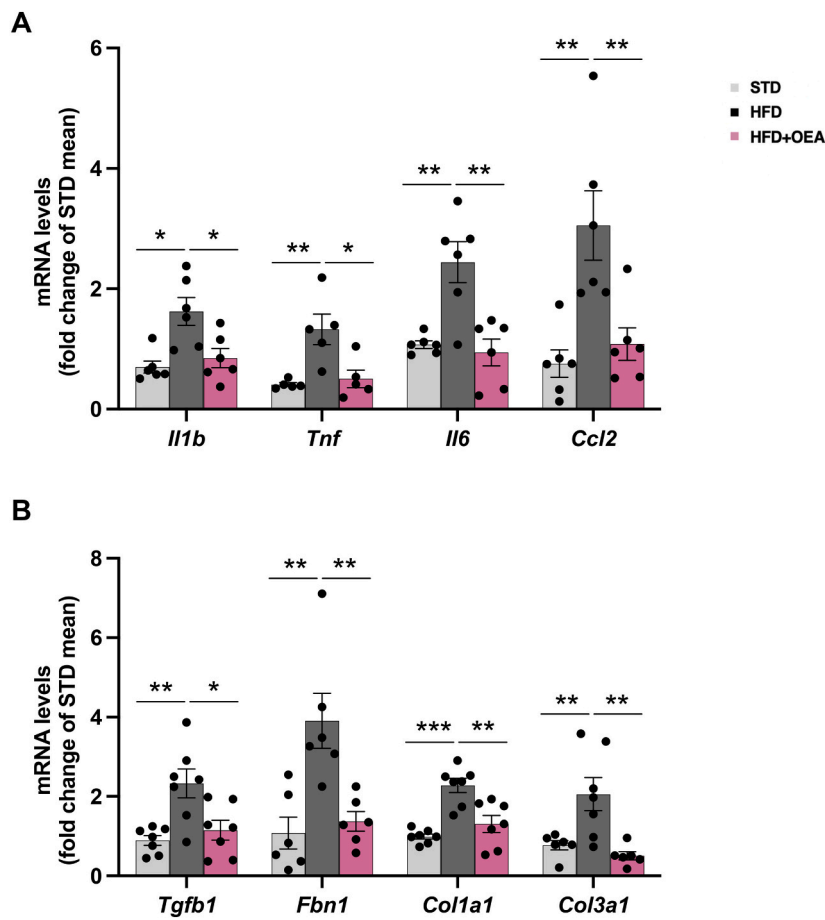 A
6
4
2
0
mRNA levels
(fold change of STD mean)
** **
** **
* *
** *
STD
HFD
HFD+OEA
Il1b Tnf Il6 Ccl2
B
8
6
4
2
0
mRNA levels
(fold change of STD mean)
** **
** *
*** **
** **
Tgfb1 Fbn1 Col1a1 Col3a1